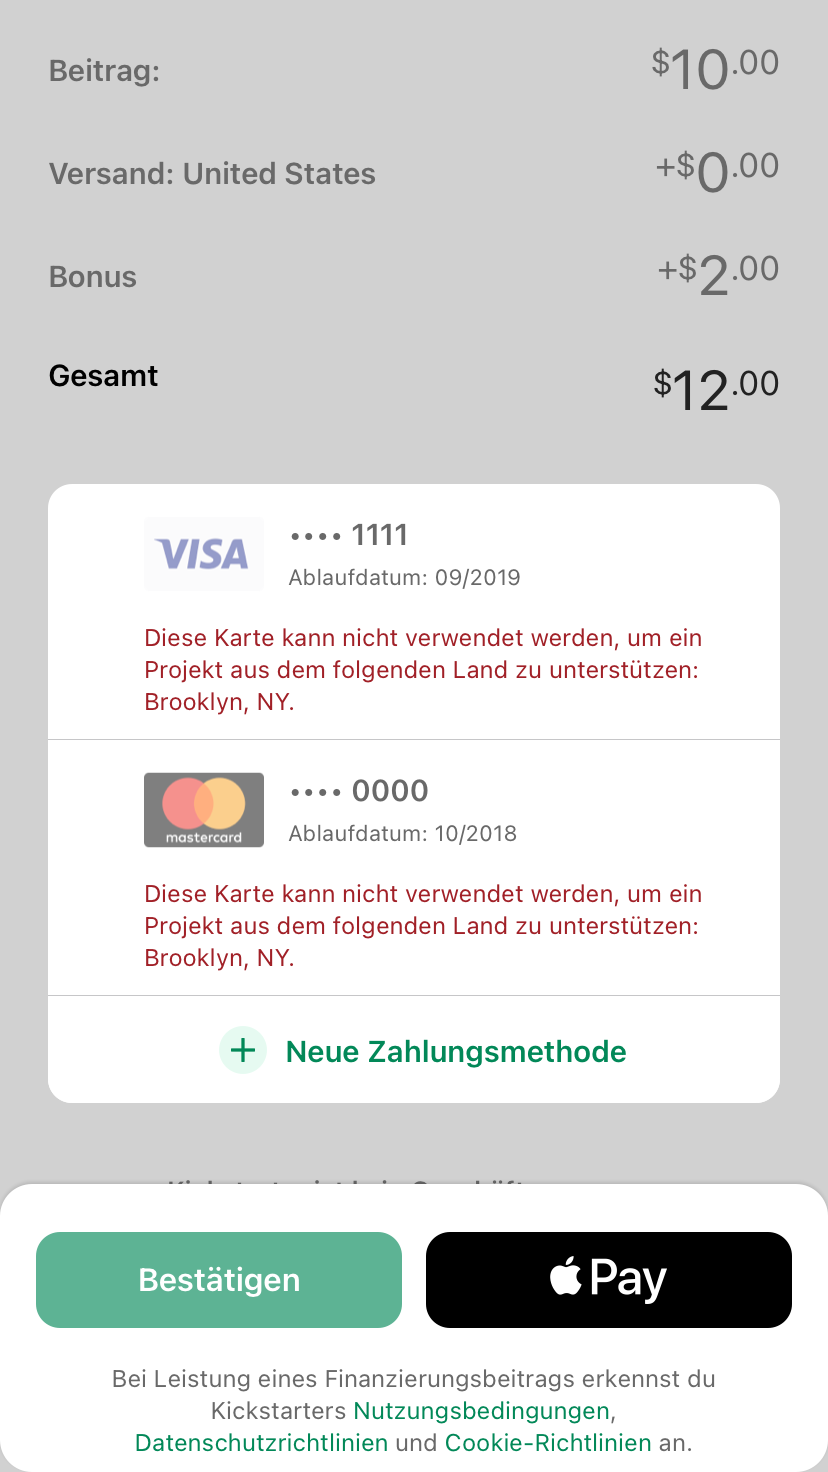 Beitrag: $10.00
Versand: United States +$0.00
Bonus +$2.00
Gesamt $12.00
VISA •••• 1111
Ablaufdatum: 09/2019
Diese Karte kann nicht verwendet werden, um ein
Projekt aus dem folgenden Land zu unterstützen:
Brooklyn, NY.
•••• 0000
mastercard Ablaufdatum: 10/2018
Diese Karte kann nicht verwendet werden, um ein
Projekt aus dem folgenden Land zu unterstützen:
Brooklyn, NY.
+ Neue Zahlungsmethode
Bestätigen Pay
Bei Leistung eines Finanzierungsbeitrags erkennst du
Kickstarters Nutzungsbedingungen,
Datenschutzrichtlinien und Cookie-Richtlinien an.